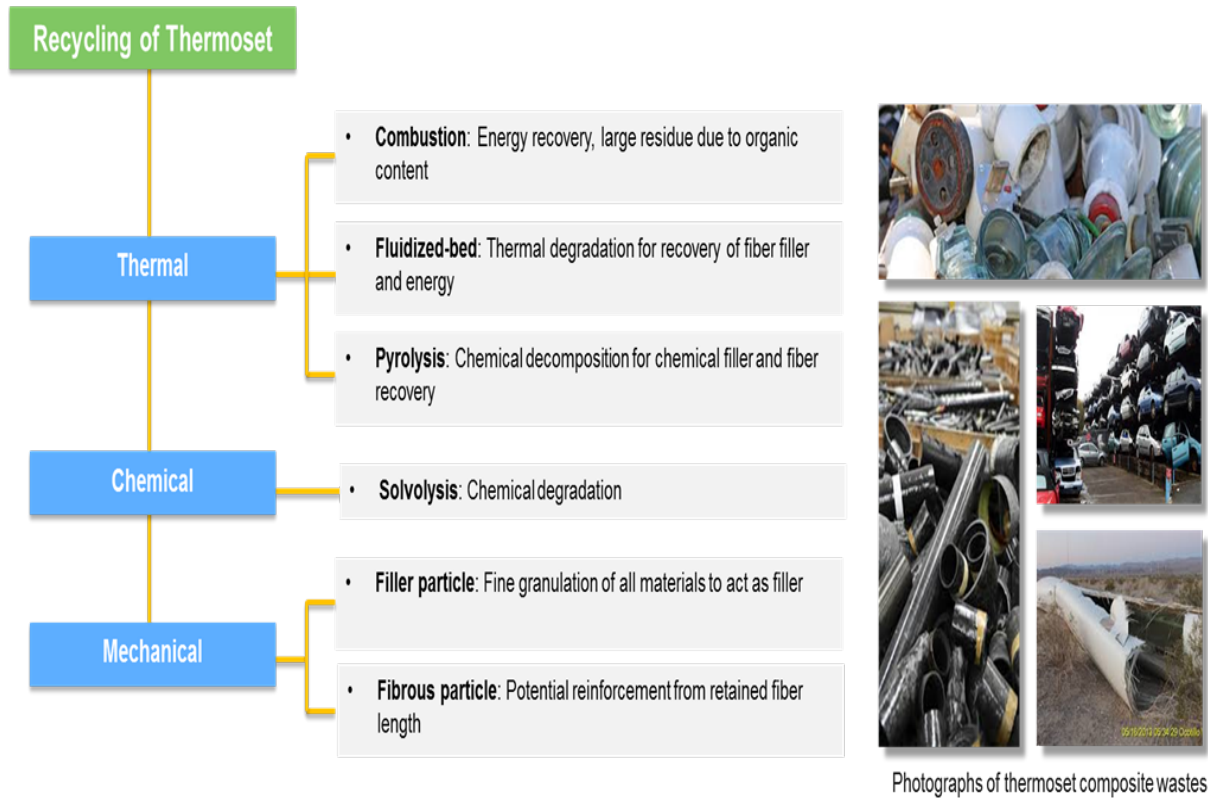 Recycling of Thermoset
• Combustion: Energy recovery, large residue due to organic
content
Thermal
• Fluidized-bed: Thermal degradation for recovery of fiber filler
and energy
• Pyrolysis: Chemical decomposition for chemical filler and fiber
recovery
Chemical
• Solvolysis: Chemical degradation
• Filler particle: Fine granulation of all materials to act as filler
Mechanical
• Fibrous particle: Potential reinforcement from retained fiber
length
Photographs of thermoset composite wastes